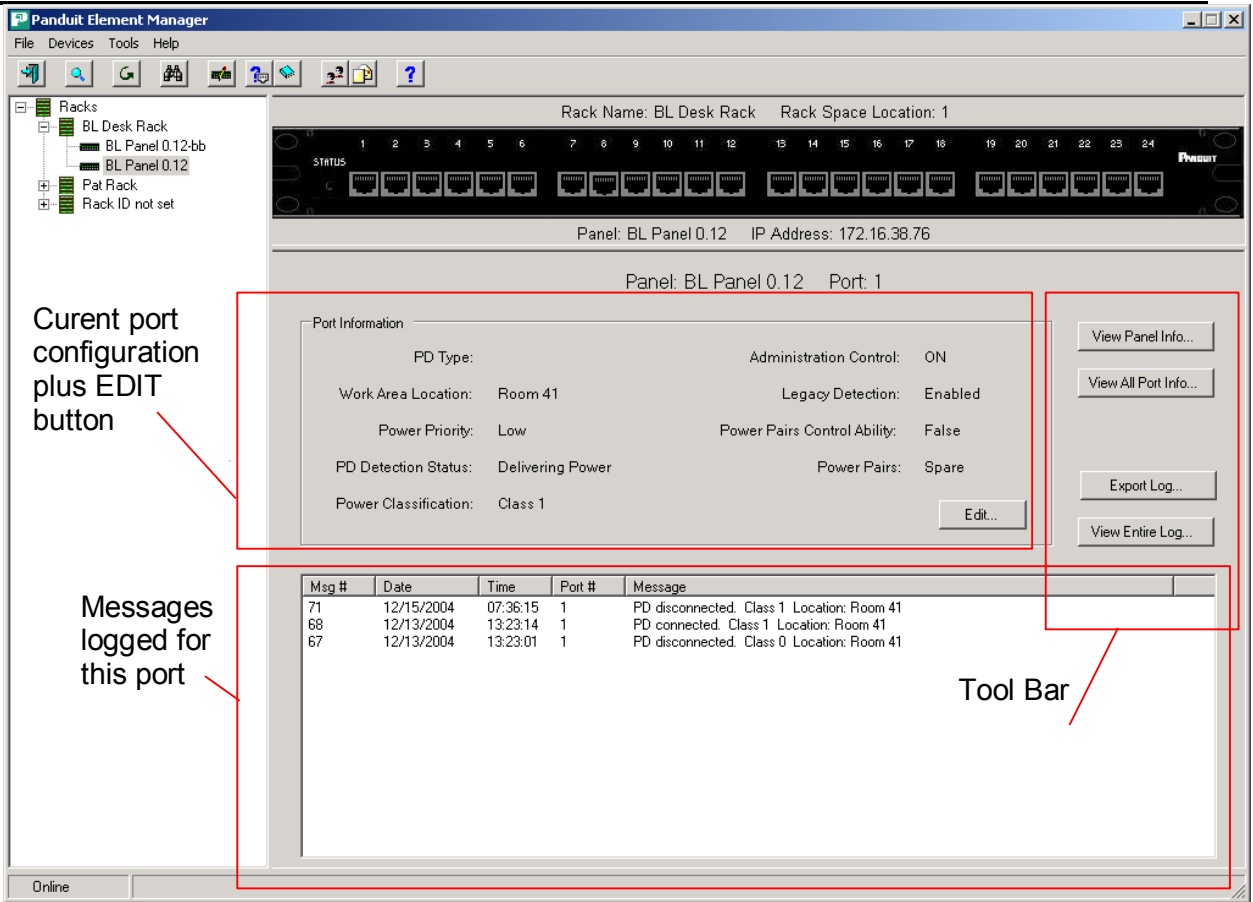 Panduit Element Manager
File Devices Tools Help
Racks
BL Desk Rack
BL Panel 0.12-bb
BL Panel 0.12
Pat Rack
Rack ID not set
Rack Name: BL Desk Rack Rack Space Location: 1
1 2 3 4 5 6 7 8 9 10 11 12 13 14 15 16 17 18 19 20 21 22 23 24
STATUS
PANDUIT
Panel: BL Panel 0.12 IP Address: 172.16.38.76
Panel: BL Panel 0.12 Port: 1
Curent port
configuration
plus EDIT
button
Port Information
PD Type:
Administration Control: ON
Work Area Location: Room 41
Legacy Detection: Enabled
Power Priority: Low
Power Pairs Control Ability: False
PD Detection Status: Delivering Power
Power Pairs: Spare
Power Classification: Class 1
Edit...
View Panel Info...
View All Port Info...
Export Log...
View Entire Log...
Messages
logged for
this port
Msg # Date Time Port # Message
71 12/15/2004 07:36:15 1 PD disconnected. Class 1 Location: Room 41
68 12/13/2004 13:23:14 1 PD connected. Class 1 Location: Room 41
67 12/13/2004 13:23:01 1 PD disconnected. Class 0 Location: Room 41
Tool Bar
Online